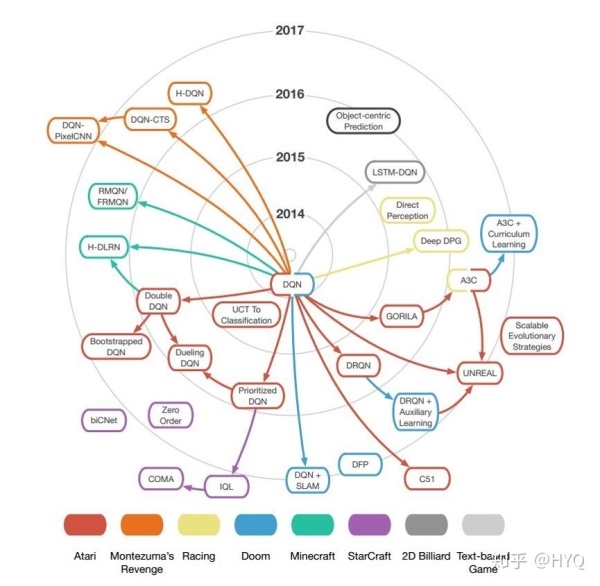 2017
2016
2015
2014
H-DQN
DQN-CTS
DQN-
PixelCNN
Object-centric
Prediction
LSTM-DQN
RMQN/
FRMQN
Direct
Perception
Deep DPG
A3C +
Curriculum
Learning
H-DLRN
A3C
DQN
Double
DQN
UCT To
Classification
GORILA
Scalable
Evolutionary
Strategies
Bootstrapped
DQN
Dueling
DQN
DRQN
UNREAL
Prioritized
DQN
DRQN +
Auxiliary
Learning
biCNet
Zero
Order
DFP
COMA
IQL
DQN +
SLAM
C51
Atari
Montezuma's
Revenge
Racing
Doom
Minecraft
StarCraft
2D Billiard
Text-based
Game
知乎 @HYQ